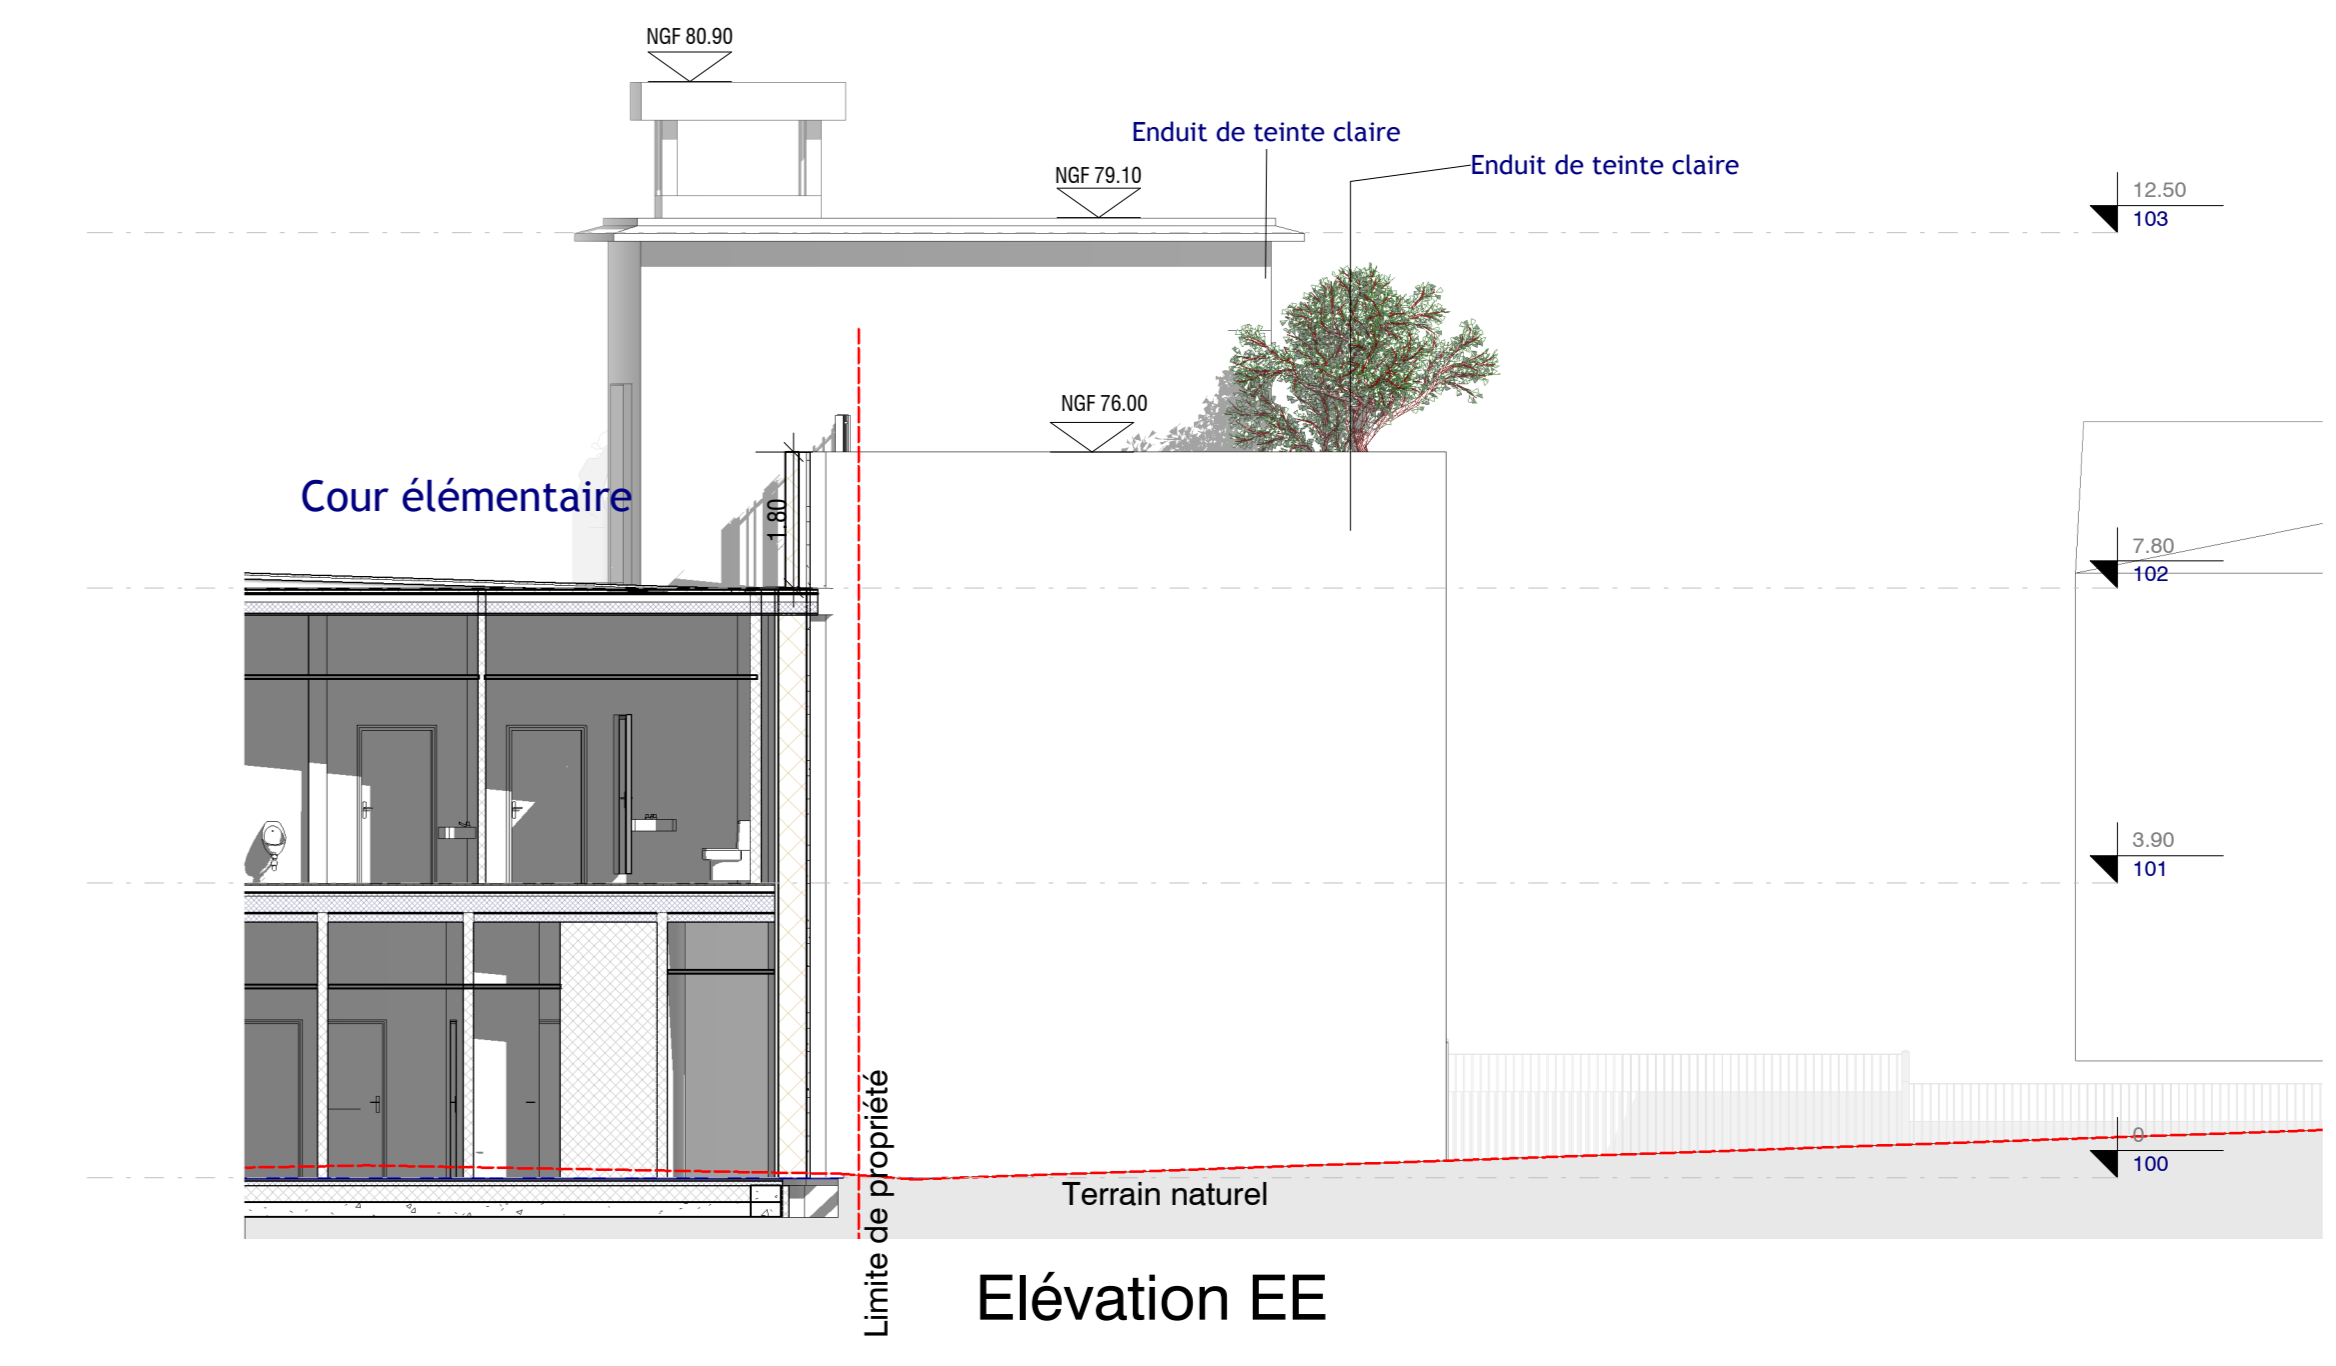 NGF 80.90
Enduit de teinte claire
Enduit de teinte claire
NGF 79.10
12.50
103
NGF 76.00
Cour élémentaire
1.80
7.80
102
3.90
101
0
100
Limite de propriété
Terrain naturel
Elévation EE